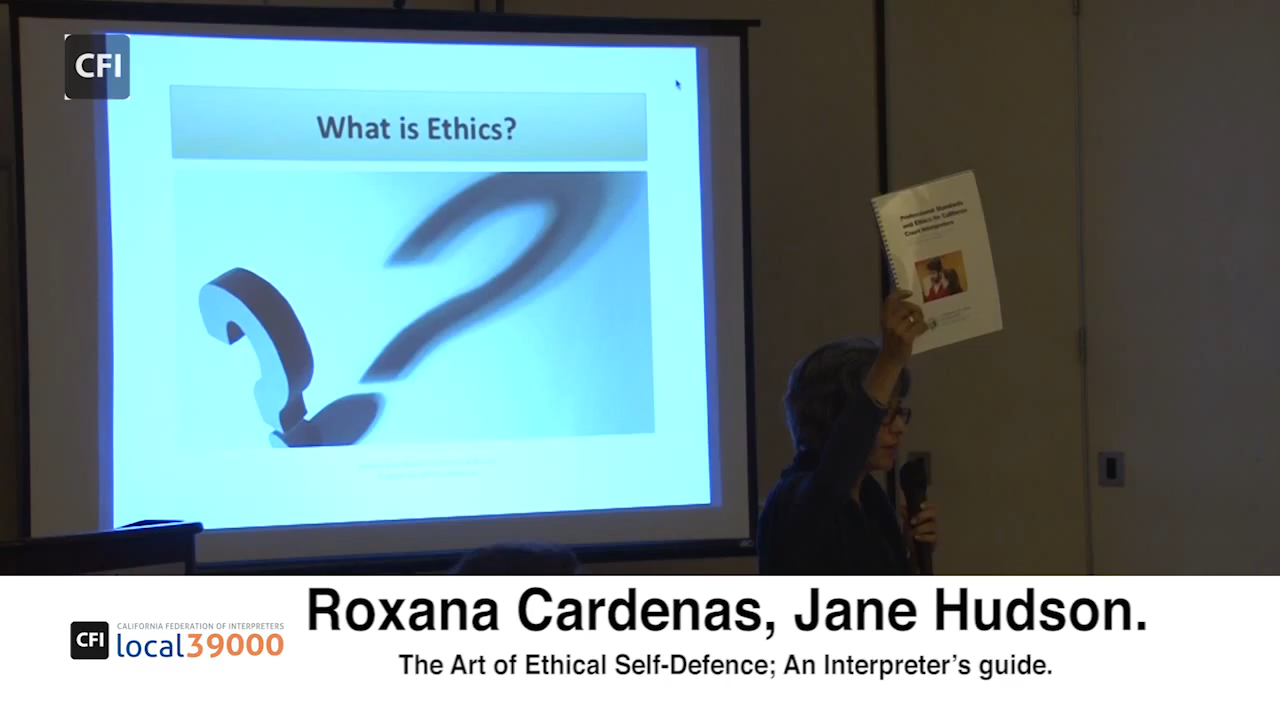 CFI
What is Ethics?
Professional Standards
and Ethics for California
Court Interpreters
CFI
CALIFORNIA FEDERATION OF INTERPRETERS
local39000
Roxana Cardenas, Jane Hudson.
The Art of Ethical Self-Defence; An Interpreter's guide.